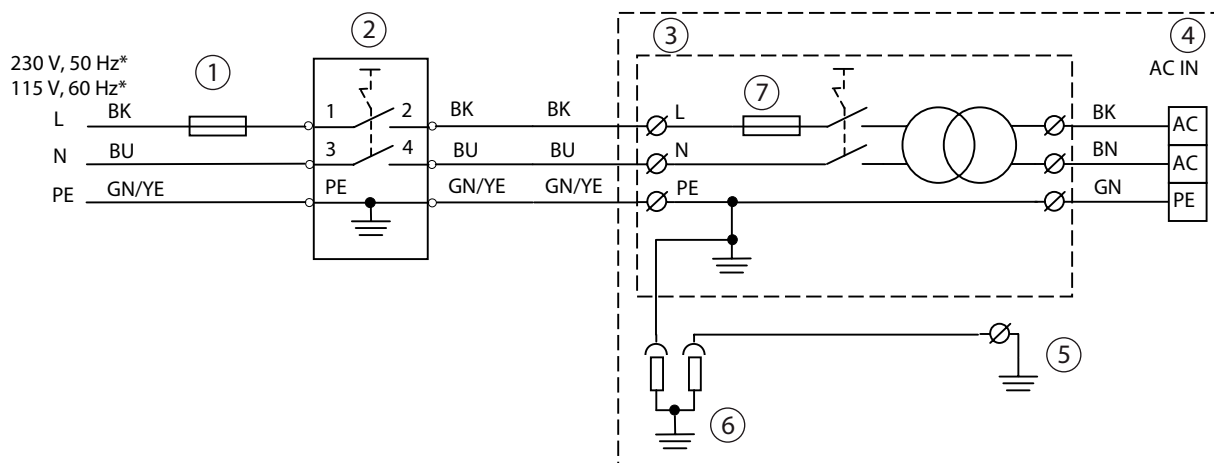 2
3
4
230 V, 50 Hz*
115 V, 60 Hz*
1
7
AC IN
L BK 1 2 BK BK L BK AC
N BU 3 4 BU BU N BN AC
PE GN/YE PE GN/YE GN/YE PE GN PE
5
6